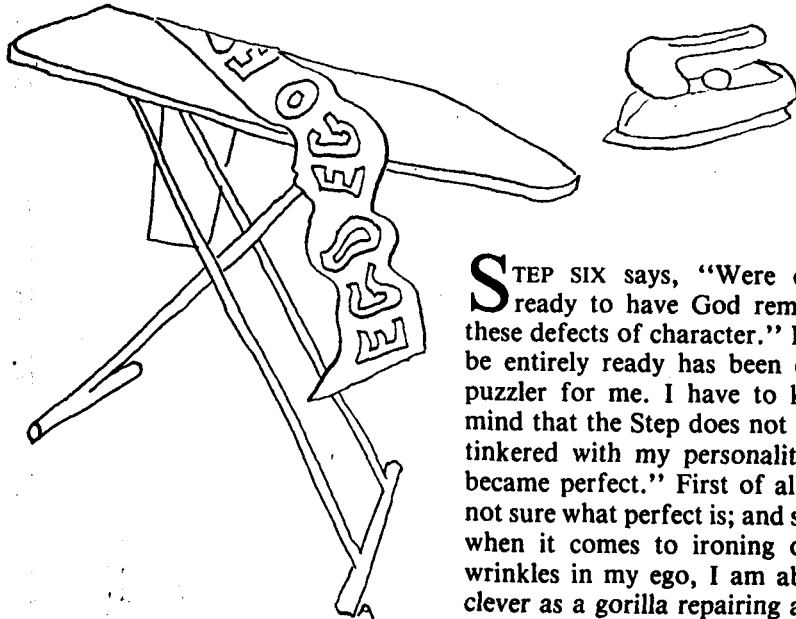 EGO
EGO
EGO
STEP SIX says, "Were
ready to have God
these defects of character."
be entirely ready has been
puzzler for me. I have to
mind that the Step does not
tinkered with my
became perfect." First of
not sure what perfect is; and
when it comes to ironing
wrinkles in my ego, I am
clever as a gorilla repairing a